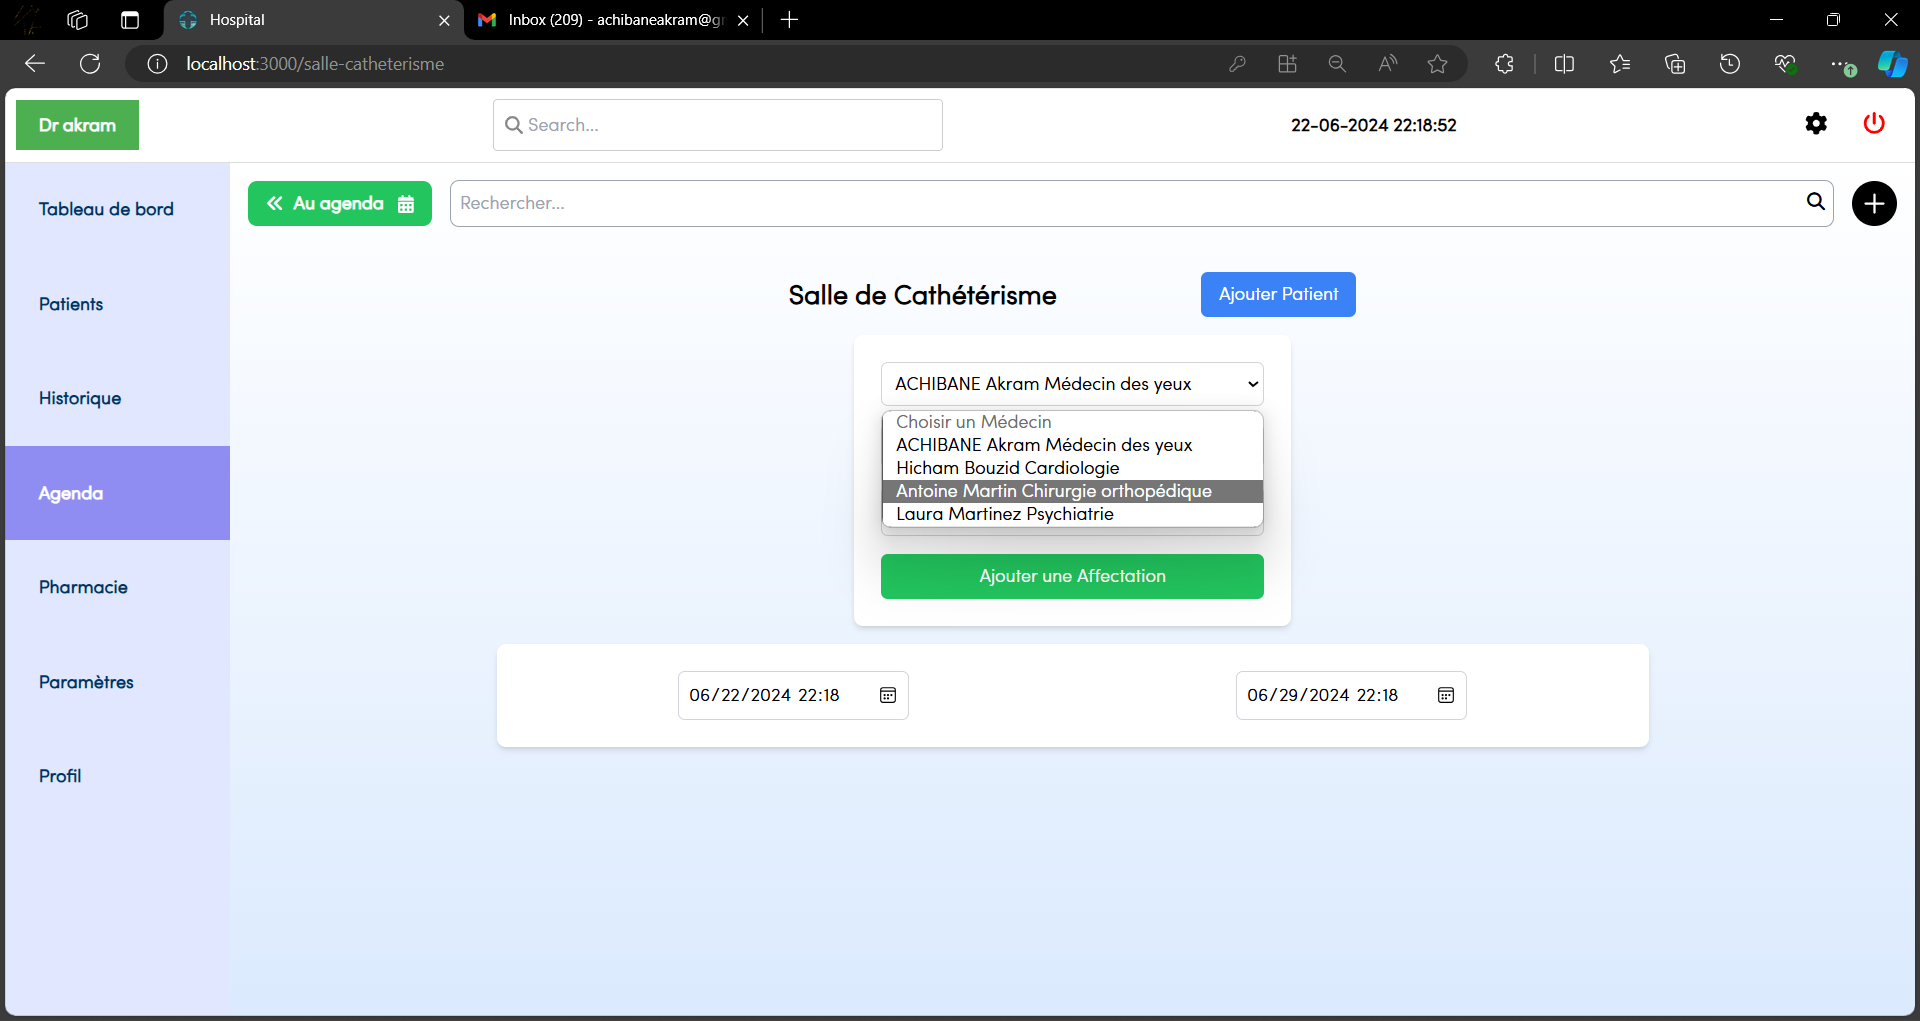 Hospital
Inbox (209) - achibaneakram@g
localhost:3000/salle-catheterisme
Dr akram
Search...
22-06-2024 22:18:52
Tableau de bord
Patients
Historique
Agenda
Pharmacie
Paramètres
Profil
Au agenda
Rechercher...
Salle de Cathétérisme
Ajouter Patient
ACHIBANE Akram Médecin des yeux
Choisir un Médecin
ACHIBANE Akram Médecin des yeux
Hicham Bouzid Cardiologie
Antoine Martin Chirurgie orthopédique
Laura Martinez Psychiatrie
Ajouter une Affectation
06/22/2024 22:18
06/29/2024 22:18